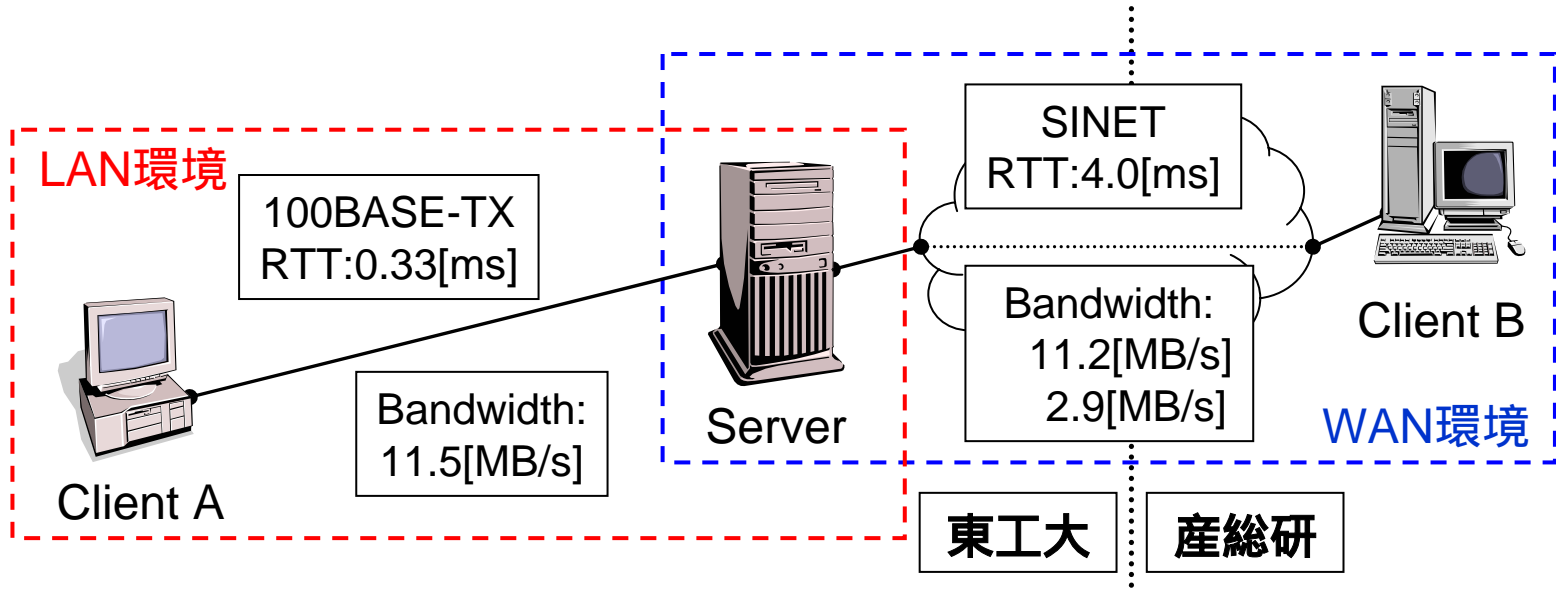 LAN環境
100BASE-TX
RTT:0.33[ms]
Bandwidth:
11.5[MB/s]
Client A
Server
SINET
RTT:4.0[ms]
Bandwidth:
11.2[MB/s]
2.9[MB/s]
Client B
WAN環境
東工大
産総研